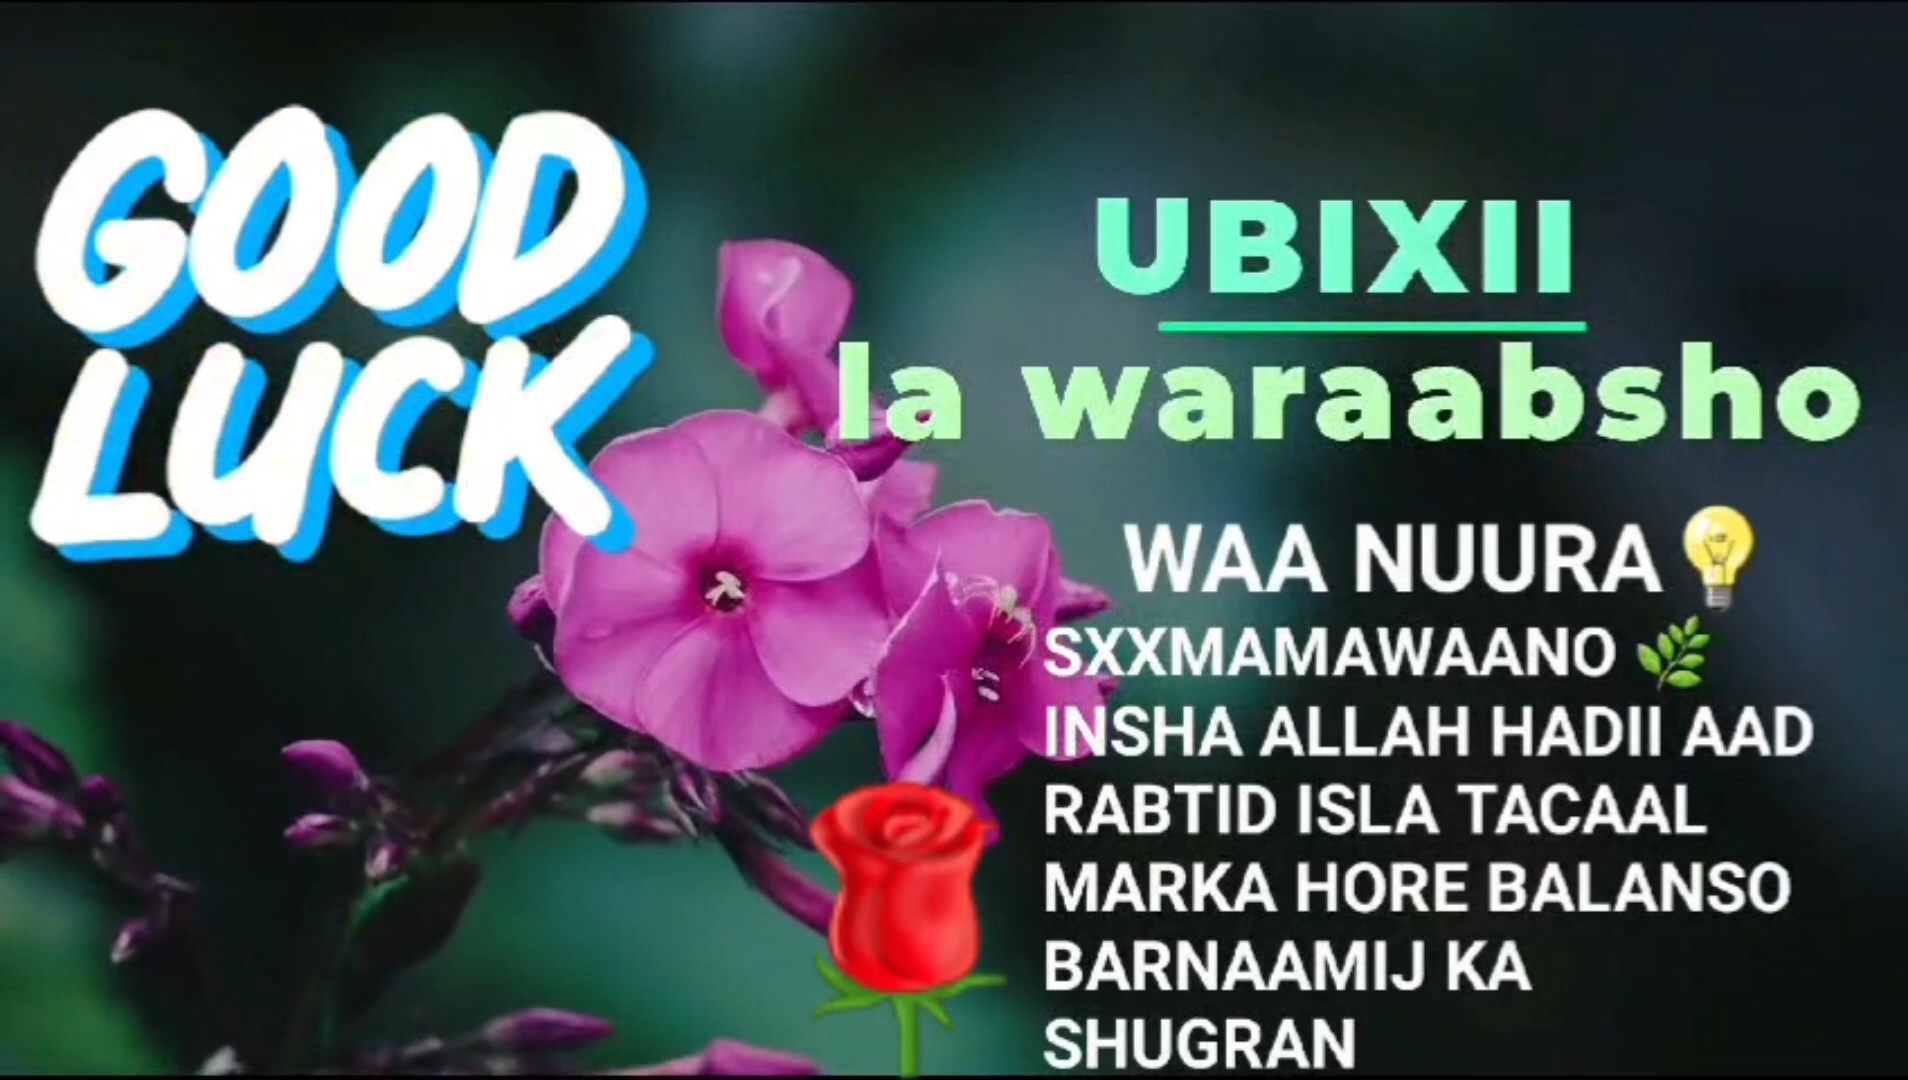 GOOD
LUCK
UBIXII
la waraabsho
WAA NUURA💡
SXXMAMAWAANO 🌿
INSHA ALLAH HADII AAD
RABTID ISLA TACAAL
MARKA HORE BALANSO
BARNAAMIJ KA
SHUGRAN